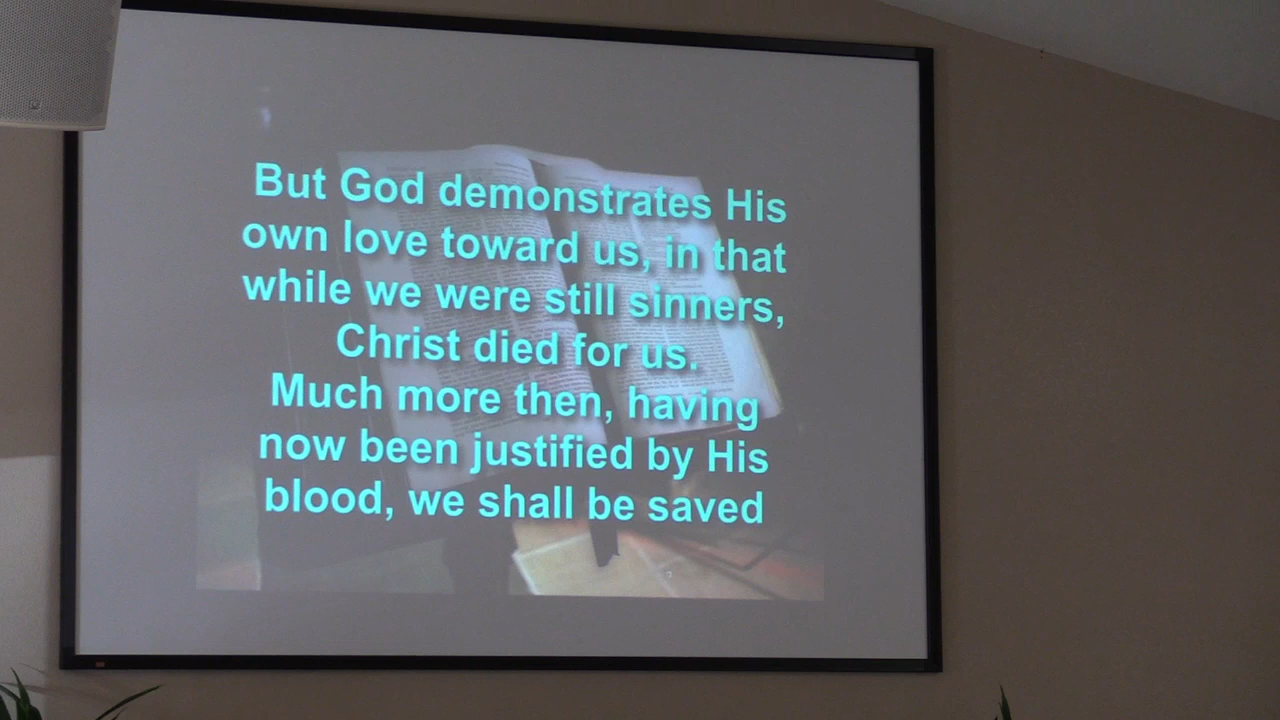 But God demonstrates His
own love toward us, in that
while we were still sinners,
Christ died for us.
Much more then, having
now been justified by His
blood, we shall be saved